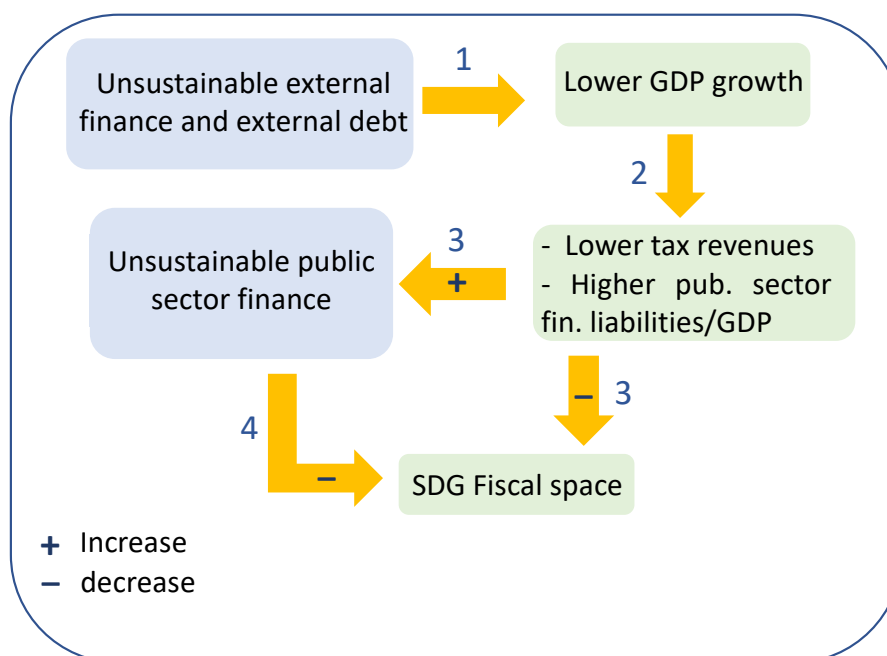 1
Unsustainable external
finance and external debt
Lower GDP growth
2
- Lower tax revenues
- Higher pub. sector
fin. liabilities/GDP
3
+
Unsustainable public
sector finance
− 3
4
−
SDG Fiscal space
+ Increase
− decrease